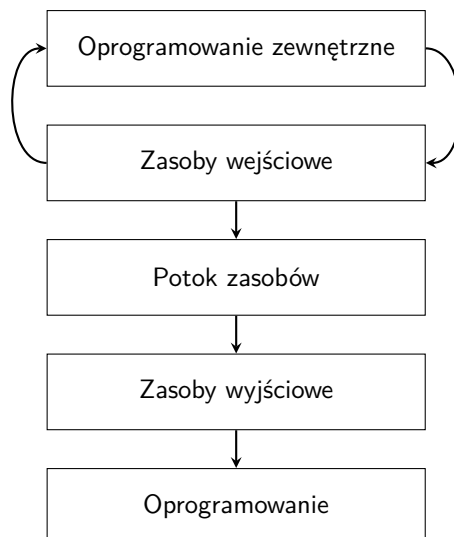 Oprogramowanie zewnętrzne
Zasoby wejściowe
Potok zasobów
Zasoby wyjściowe
Oprogramowanie